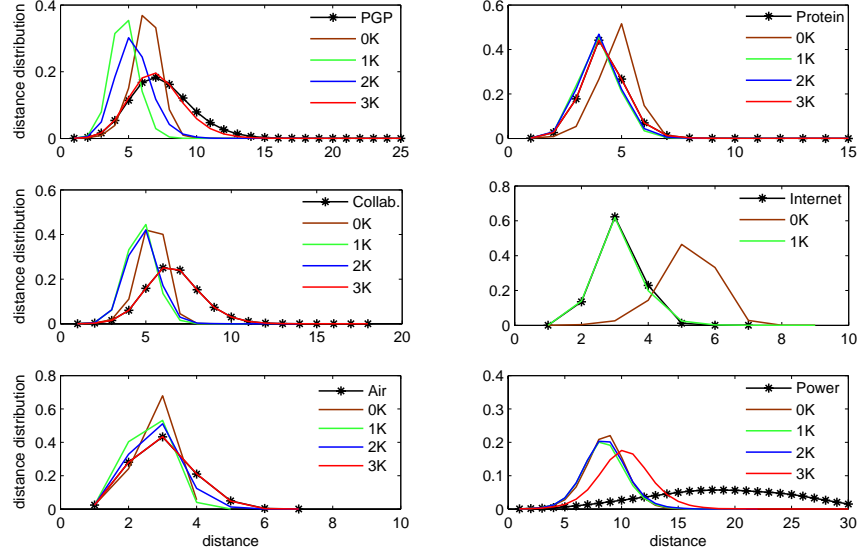 0.4
0.2
0
0 5 10 15 20 25
distance distribution
PGP
0K
1K
2K
3K
0.6
0.4
0.2
0
0 5 10 15
Protein
0K
1K
2K
3K
0.6
0.4
0.2
0
0 5 10 15 20
distance distribution
Collab.
0K
1K
2K
3K
0.8
0.6
0.4
0.2
0
0 2 4 6 8 10
Internet
0K
1K
0.8
0.6
0.4
0.2
0
0 2 4 6 8 10
distance distribution
distance
Air
0K
1K
2K
3K
0.4
0.3
0.2
0.1
0
0 5 10 15 20 25 30
distance
Power
0K
1K
2K
3K